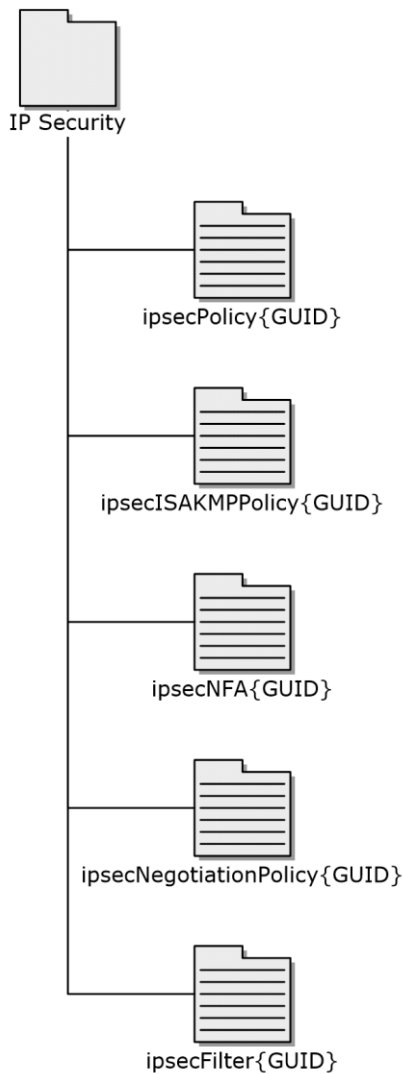 IP Security
ipsecPolicy{GUID}
ipsecISAKMPPolicy{GUID}
ipsecNFA{GUID}
ipsecNegotiationPolicy{GUID}
ipsecFilter{GUID}